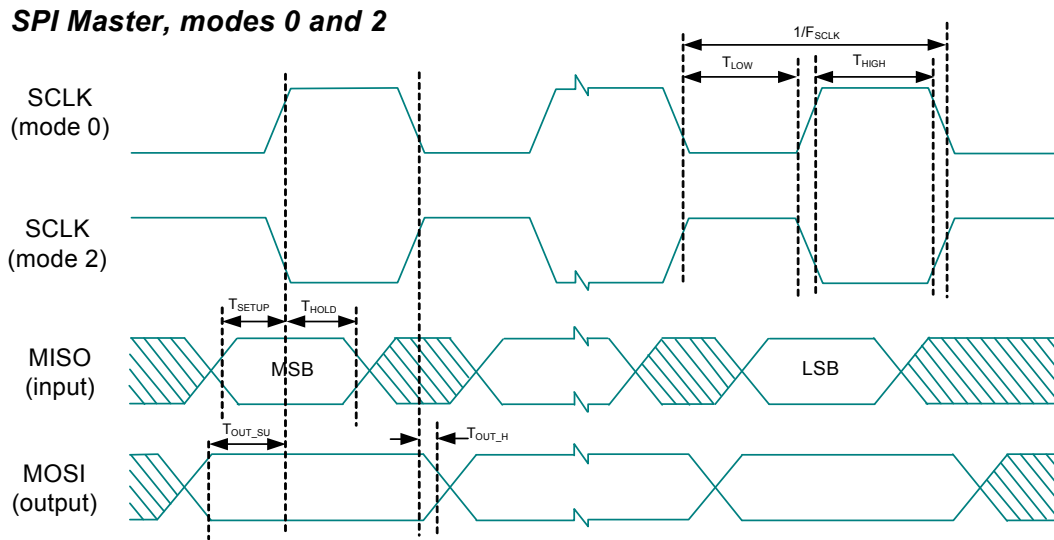 SPI Master, modes 0 and 2
1/FSCLK
TLOW
THIGH
SCLK
(mode 0)
SCLK
(mode 2)
TSETUP
THOLD
MISO
(input)
MSB
LSB
TOUT_SU
TOUT_H
MOSI
(output)